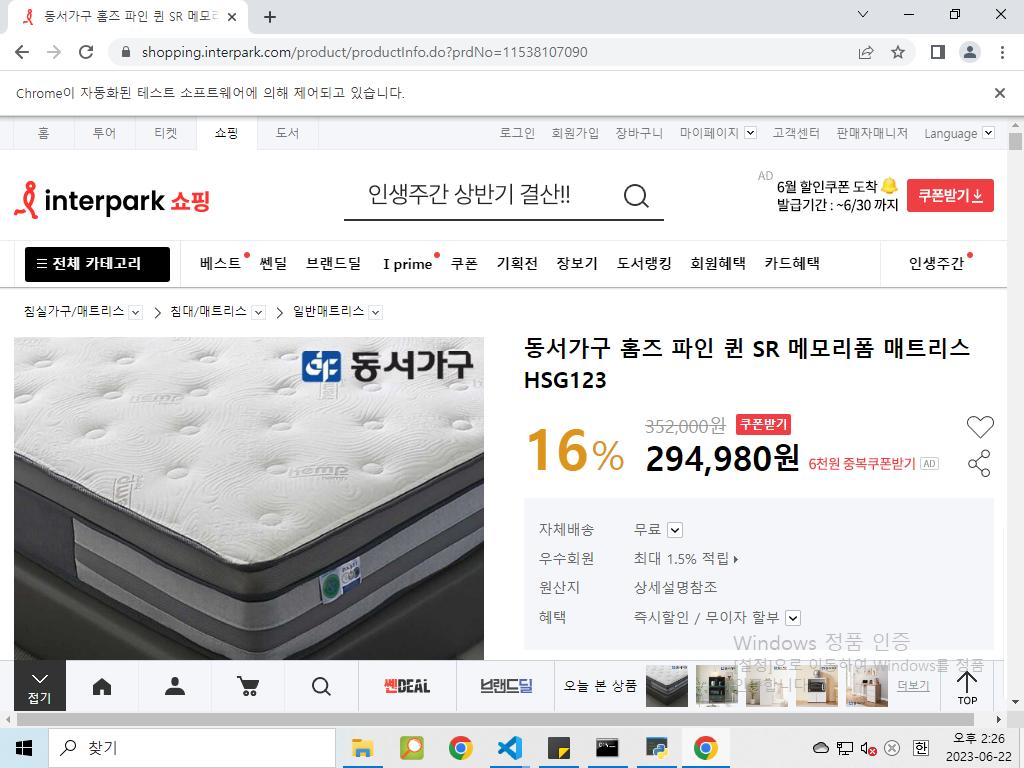 동서가구 홈즈 파인 퀸 SR 메모리
shopping.interpark.com/product/productInfo.do?prdNo=11538107090
Chrome이 자동화된 테스트 소프트웨어에 의해 제어되고 있습니다.
홈 투어 티켓 쇼핑 도서 로그인 회원가입 장바구니 마이페이지 고객센터 판매자매니저 Language
interpark 쇼핑 인생주간 상반기 결산!! AD 6월 할인쿠폰 도착 쿠폰받기
발급기간 : ~6/30 까지
전체 카테고리 베스트 쎈딜 브랜드딜 I prime 쿠폰 기획전 장보기 도서랭킹 회원혜택 카드혜택 인생주간
침실가구/매트리스 침대/매트리스 일반매트리스
동서가구
hemp
동서가구 홈즈 파인 퀸 SR 메모리폼 매트리스
HSG123
16% 352,000원 쿠폰받기
294,980원 6천원 중복쿠폰받기 AD
자체배송 무료
우수회원 최대 1.5% 적립
원산지 상세설명참조
혜택 즉시할인 / 무이자 할부
Windows 정품 인증
[설정]으로 이동하여 Windows를 정품
인증합니다.
접기 쎈DEAL 브랜드딜 오늘 본 상품 더보기 TOP
찾기 한 오후 2:26
2023-06-22